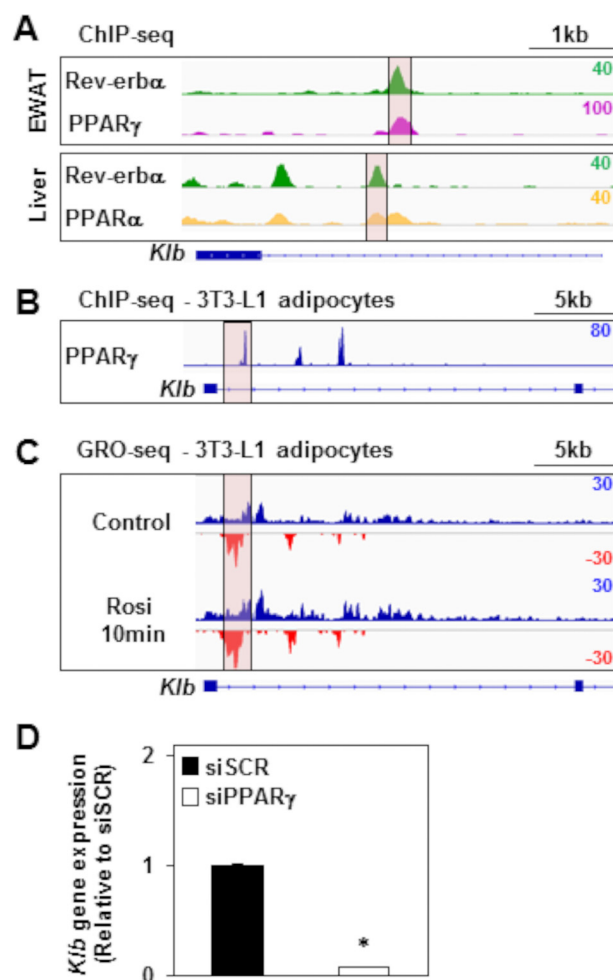 A ChIP-seq 1kb
EWAT
Rev-erbα 40
PPARγ 100
Liver
Rev-erbα 40
PPARα 40
Klb
B ChIP-seq - 3T3-L1 adipocytes 5kb
PPARγ 80
Klb
C GRO-seq - 3T3-L1 adipocytes 5kb
30
Control
-30
30
Rosi
10min
-30
Klb
D
Klb gene expression
(Relative to siSCR)
2
1
0
siSCR
siPPARγ
*